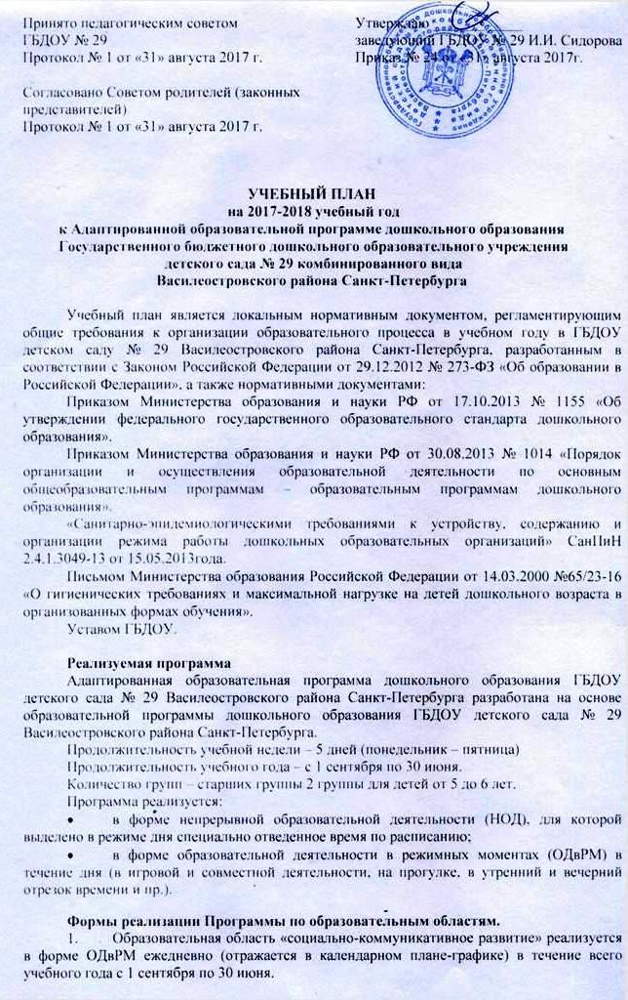 Принято педагогическим советом
ГБДОУ № 29
Протокол № 1 от «31» августа 2017 г.
Согласовано Советом родителей (законных
представителей)
Протокол № 1 от «31» августа 2017 г.
Утверждаю
заведующий ГБДОУ № 29 И.И. Сидорова
Приказ № 24 от «31» августа 2017г.
УЧЕБНЫЙ ПЛАН
на 2017-2018 учебный год
к Адаптированной образовательной программе дошкольного образования
Государственного бюджетного дошкольного образовательного учреждения
детского сада № 29 комбинированного вида
Василеостровского района Санкт-Петербурга
Учебный план является локальным нормативным документом, регламентирующим
общие требования к организации образовательного процесса в учебном году в ГБДОУ
детском саду № 29 Василеостровского района Санкт-Петербурга, разработанным в
соответствии с Законом Российской Федерации от 29.12.2012 № 273-ФЗ «Об образовании в
Российской Федерации», а также нормативными документами:
Приказом Министерства образования и науки РФ от 17.10.2013 № 1155 «Об
утверждении федерального государственного образовательного стандарта дошкольного
образования».
Приказом Министерства образования и науки РФ от 30.08.2013 № 1014 «Порядок
организации и осуществления образовательной деятельности по основным
общеобразовательным программам – образовательным программам дошкольного
образования».
«Санитарно-эпидемиологическими требованиями к устройству, содержанию и
организации режима работы дошкольных образовательных организаций» СанПиН
2.4.1.3049-13 от 15.05.2013года.
Письмом Министерства образования Российской Федерации от 14.03.2000 №65/23-16
«О гигиенических требованиях и максимальной нагрузке на детей дошкольного возраста в
организованных формах обучения».
Уставом ГБДОУ.
Реализуемая программа
Адаптированная образовательная программа дошкольного образования ГБДОУ
детского сада № 29 Василеостровского района Санкт-Петербурга разработана на основе
образовательной программы дошкольного образования ГБДОУ детского сада № 29
Василеостровского района Санкт-Петербурга.
Продолжительность учебной недели – 5 дней (понедельник – пятница)
Продолжительность учебного года – с 1 сентября по 30 июня.
Количество групп – старших группы 2 группы для детей от 5 до 6 лет.
Программа реализуется:
• в форме непрерывной образовательной деятельности (НОД), для которой
выделено в режиме дня специально отведенное время по расписанию;
• в форме образовательной деятельности в режимных моментах (ОДвРМ) в
течение дня (в игровой и совместной деятельности, на прогулке, в утренний и вечерний
отрезок времени и пр.).
Формы реализации Программы по образовательным областям.
1. Образовательная область «социально-коммуникативное развитие» реализуется
в форме ОДвРМ ежедневно (отражается в календарном плане-графике) в течение всего
учебного года с 1 сентября по 30 июня.